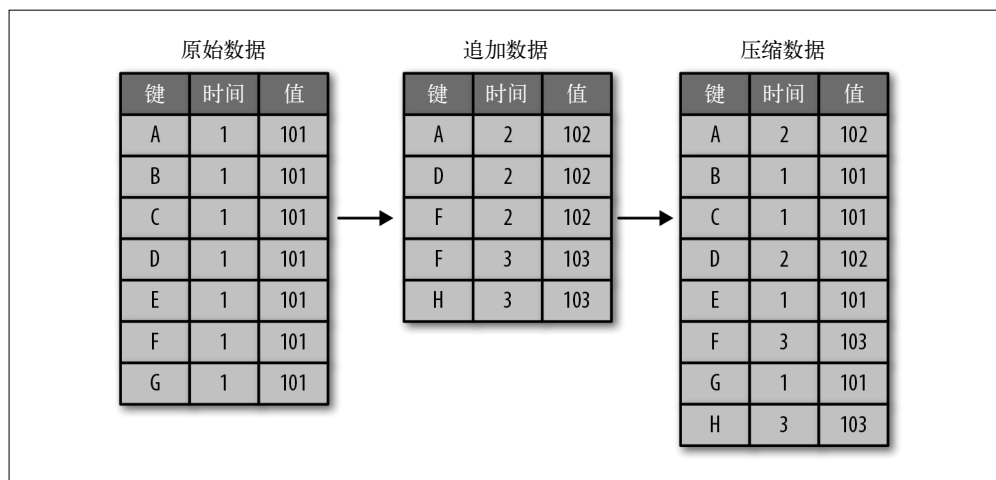 原始数据
键 时间 值
A 1 101
B 1 101
C 1 101
D 1 101
E 1 101
F 1 101
G 1 101
追加数据
键 时间 值
A 2 102
D 2 102
F 2 102
F 3 103
H 3 103
压缩数据
键 时间 值
A 2 102
B 1 101
C 1 101
D 2 102
E 1 101
F 3 103
G 1 101
H 3 103